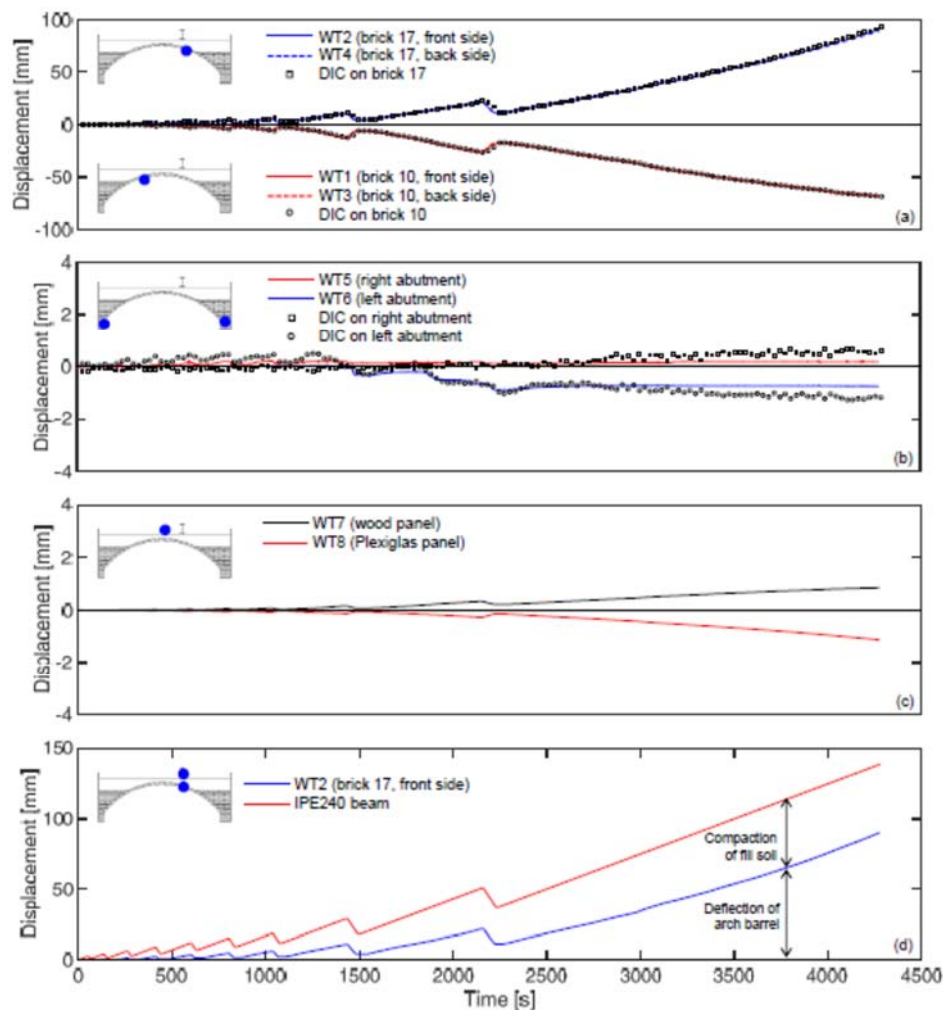 100
WT2 (brick 17, front side)
WT4 (brick 17, back side)
DIC on brick 17
50
0
WT1 (brick 10, front side)
WT3 (brick 10, back side)
DIC on brick 10
-50
-100
(a)
Displacement [mm]
4
WT5 (right abutment)
WT6 (left abutment)
DIC on right abutment
DIC on left abutment
2
0
-2
-4
(b)
Displacement [mm]
4
WT7 (wood panel)
WT8 (Plexiglas panel)
2
0
-2
-4
(c)
Displacement [mm]
150
WT2 (brick 17, front side)
IPE240 beam
100
Compaction
of fill soil
50
Deflection of
arch barrel
0
(d)
Displacement [mm]
0 500 1000 1500 2000 2500 3000 3500 4000 4500
Time [s]